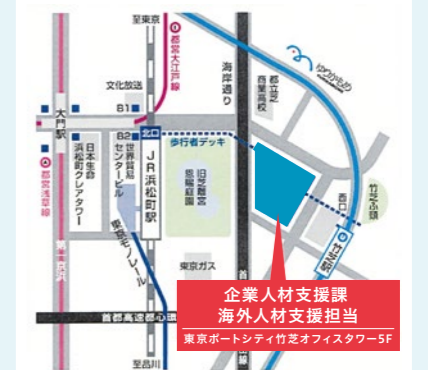 至東京
都営大江戸線
文化放送
B1
海岸通り
都立芝商業高校
ゆりかもめ
大門駅
B2
北口
歩行者デッキ
日本生命
浜松町クレアタワー
世界貿易
センタービル
JR浜松町駅
旧芝離宮
恩賜庭園
西口
竹芝ふ頭
都営浅草線
竹芝駅
東京モノレール
第一京浜
東京ガス
首
首都高速都心環
至品川
企業人材支援課
海外人材支援担当
東京ポートシティ竹芝オフィスタワー5F